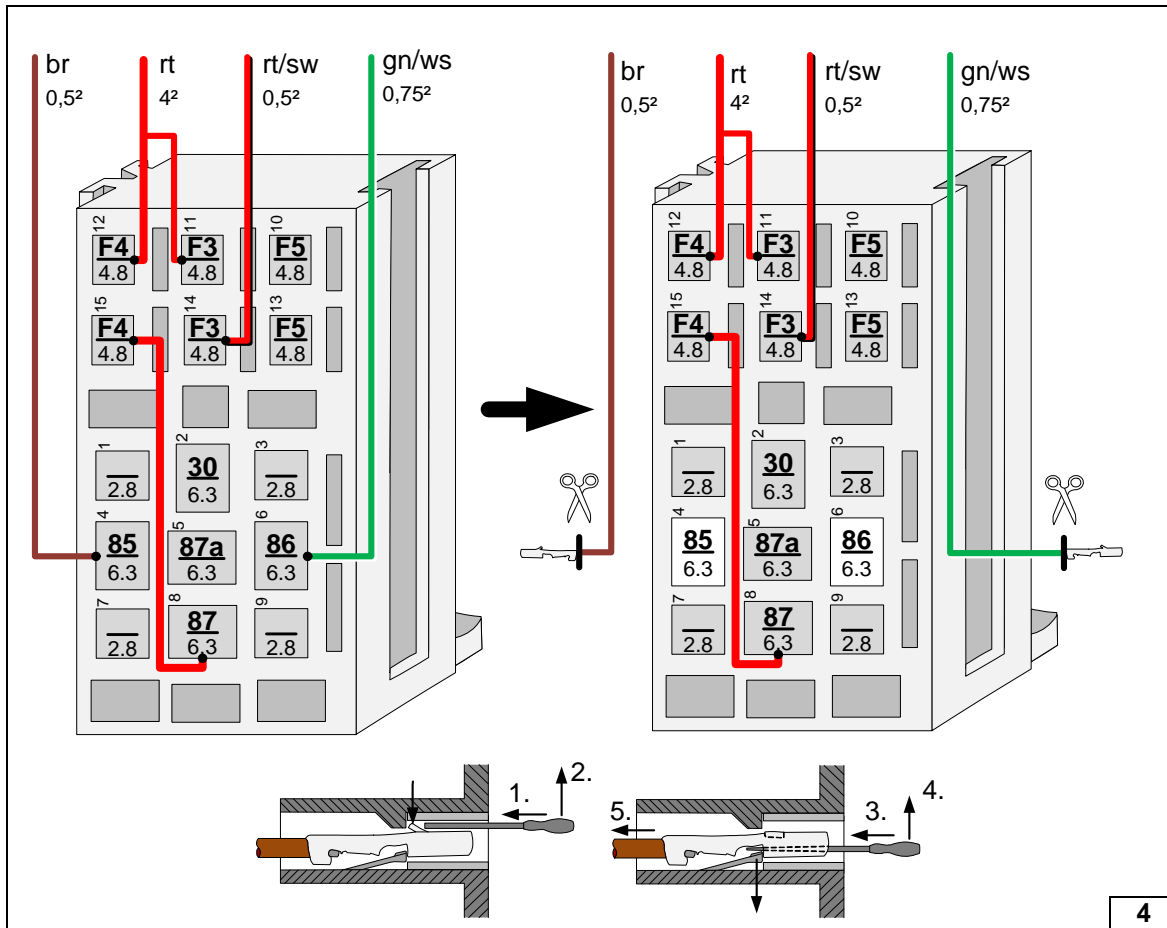 br rt rt/sw gn/ws
0,5² 4² 0,5² 0,75²
12 11 10
F4 F3 F5
4.8 4.8 4.8
15 14 13
F4 F3 F5
4.8 4.8 4.8
1 2 3
30
2.8 6.3 2.8
4 5 6
85 87a 86
6.3 6.3 6.3
7 8 9
87
2.8 6.3 2.8
br rt rt/sw gn/ws
0,5² 4² 0,5² 0,75²
12 11 10
F4 F3 F5
4.8 4.8 4.8
15 14 13
F4 F3 F5
4.8 4.8 4.8
1 2 3
30
2.8 6.3 2.8
4 5 6
85 87a 86
6.3 6.3 6.3
7 8 9
87
2.8 6.3 2.8
1. 2.
5. 3. 4.
4